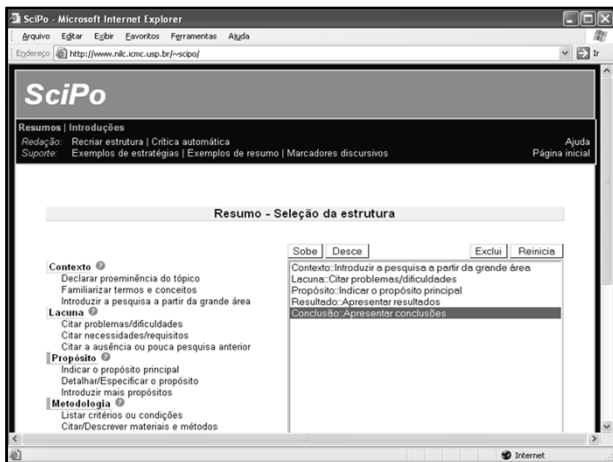 SciPo - Microsoft Internet Explorer
Arquivo Editar Exibir Favoritos Ferramentas Ajuda
Endereço http://www.nilc.icmc.usp.br/~scipo/ Ir
SciPo
Resumos | Introduções
Redação: Recriar estrutura | Crítica automática Ajuda
Suporte: Exemplos de estratégias | Exemplos de resumo | Marcadores discursivos Página inicial
Resumo - Seleção da estrutura
Sobe Desce Exclui Reinicia
Contexto
Declarar proeminência do tópico
Familiarizar termos e conceitos
Introduzir a pesquisa a partir da grande área
Lacuna
Citar problemas/dificuldades
Citar necessidades/requisitos
Citar a ausência ou pouca pesquisa anterior
Propósito
Indicar o propósito principal
Detalhar/Especificar o propósito
Introduzir mais propósitos
Metodologia
Listar critérios ou condições
Citar/Descrever materiais e métodos
Contexto::Introduzir a pesquisa a partir da grande área
Lacuna::Citar problemas/dificuldades
Propósito::Indicar o propósito principal
Resultado::Apresentar resultados
Conclusão::Apresentar conclusões
Internet